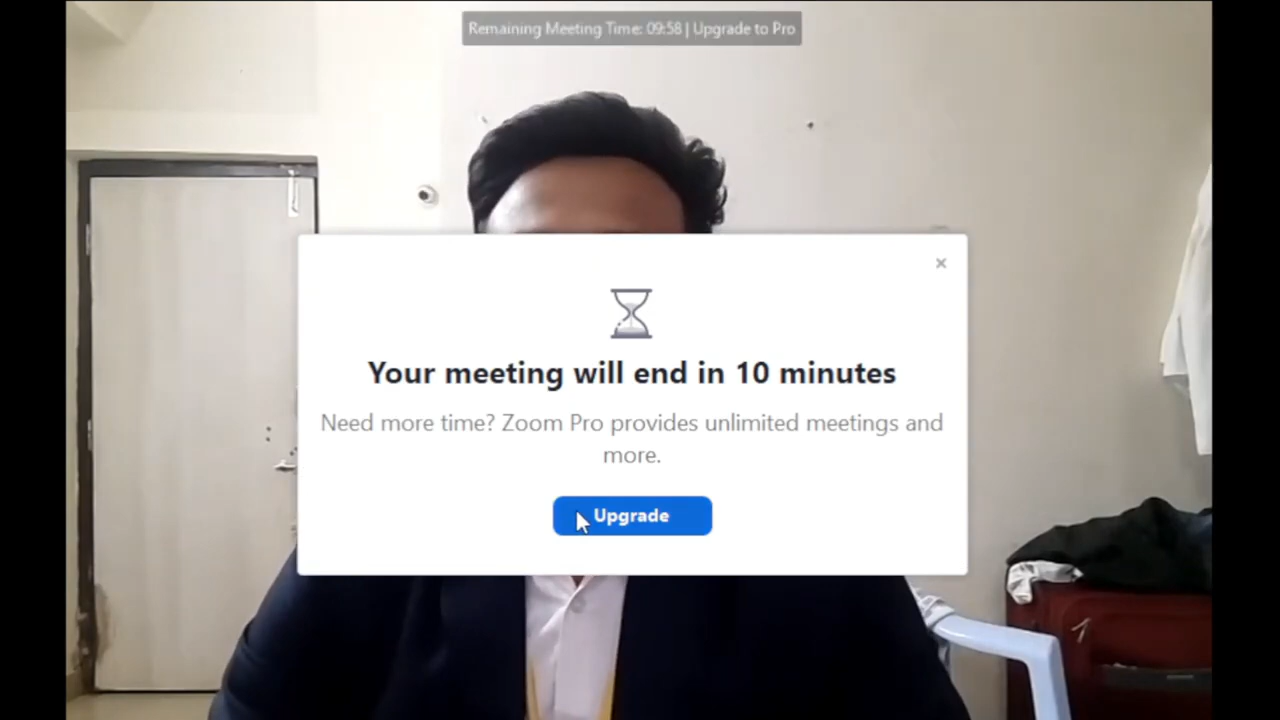 Remaining Meeting Time: 09:58 | Upgrade to Pro
×
Your meeting will end in 10 minutes
Need more time? Zoom Pro provides unlimited meetings and
more.
Upgrade